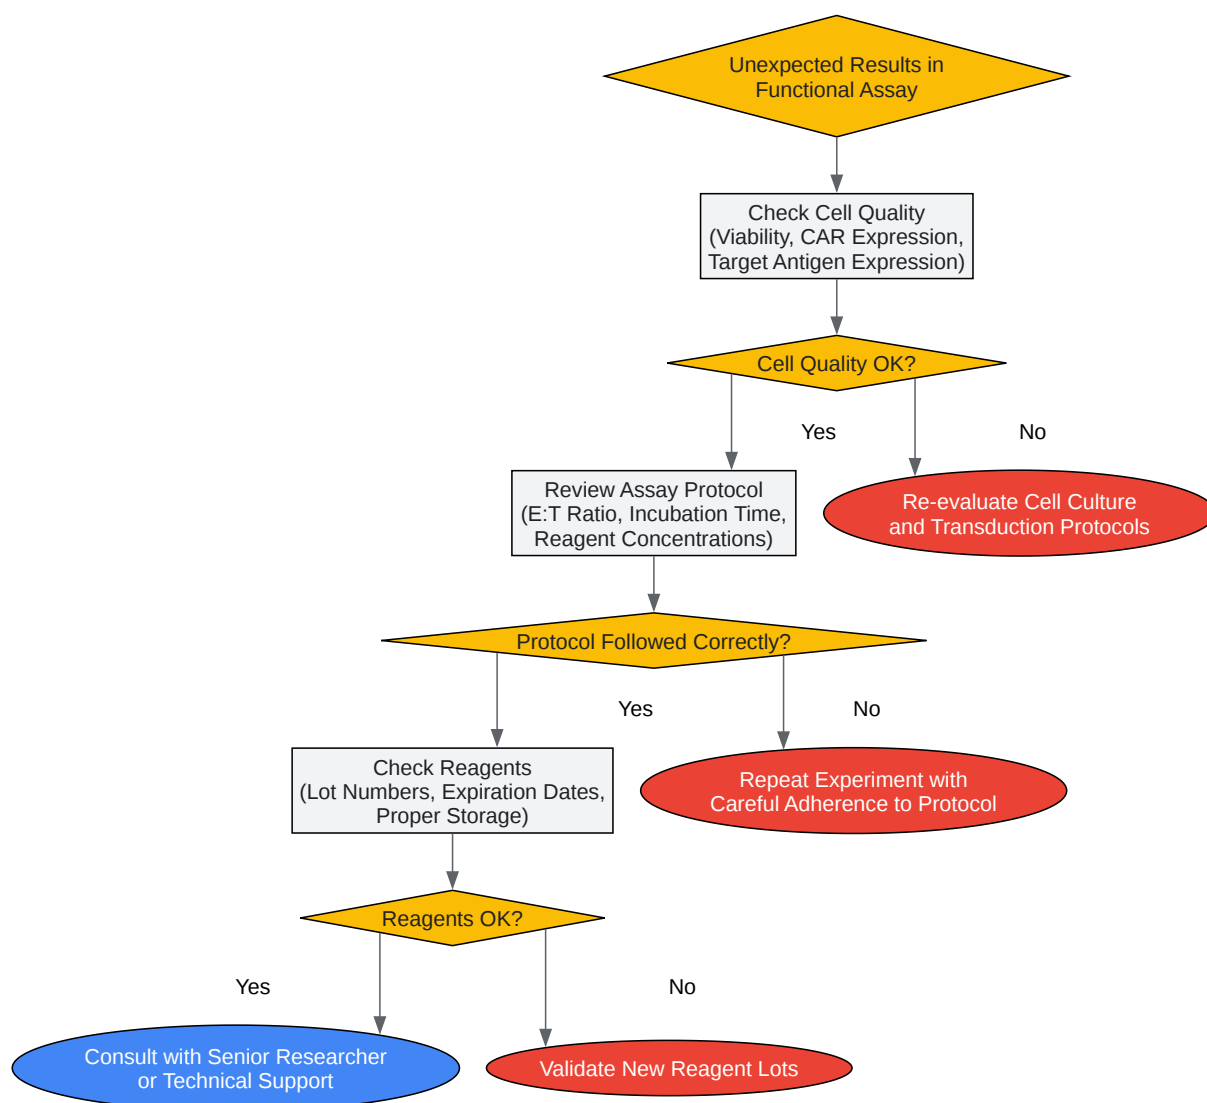 Unexpected Results in
Functional Assay
Check Cell Quality
(Viability, CAR Expression,
Target Antigen Expression)
Cell Quality OK?
Yes
No
Review Assay Protocol
(E:T Ratio, Incubation Time,
Reagent Concentrations)
Re-evaluate Cell Culture
and Transduction Protocols
Protocol Followed Correctly?
Yes
No
Check Reagents
(Lot Numbers, Expiration Dates,
Proper Storage)
Repeat Experiment with
Careful Adherence to Protocol
Reagents OK?
Yes
No
Consult with Senior Researcher
or Technical Support
Validate New Reagent Lots